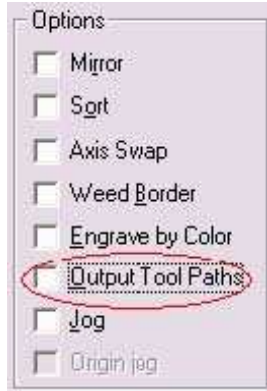 Options
Mirror
Sort
Axis Swap
Weed Border
Engrave by Color
Output Tool Paths
Jog
Origin jog